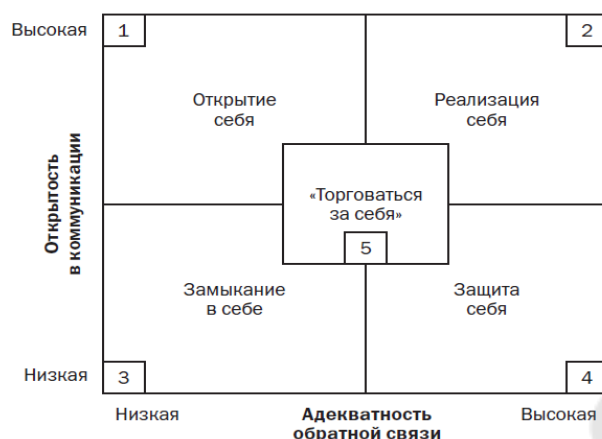 Высокая
1
2
Открытие
себя
Реализация
себя
Открытость
в коммуникации
«Торговаться
за себя»
5
Замыкание
в себе
Защита
себя
Низкая
3
4
Низкая
Адекватность
обратной связи
Высокая